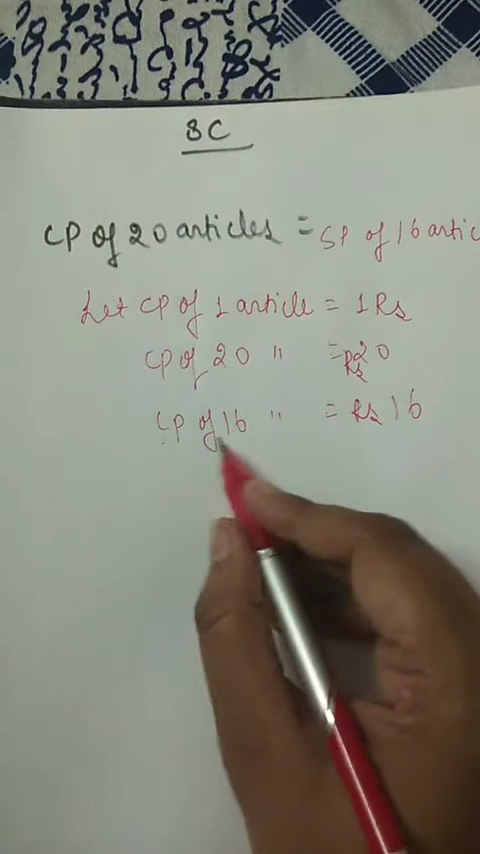 8C
CP of 20 articles = SP of 16 artic
Let CP of 1 article = 1 Rs
CP of 20 " = Rs 20
CP of 16 " = Rs 16